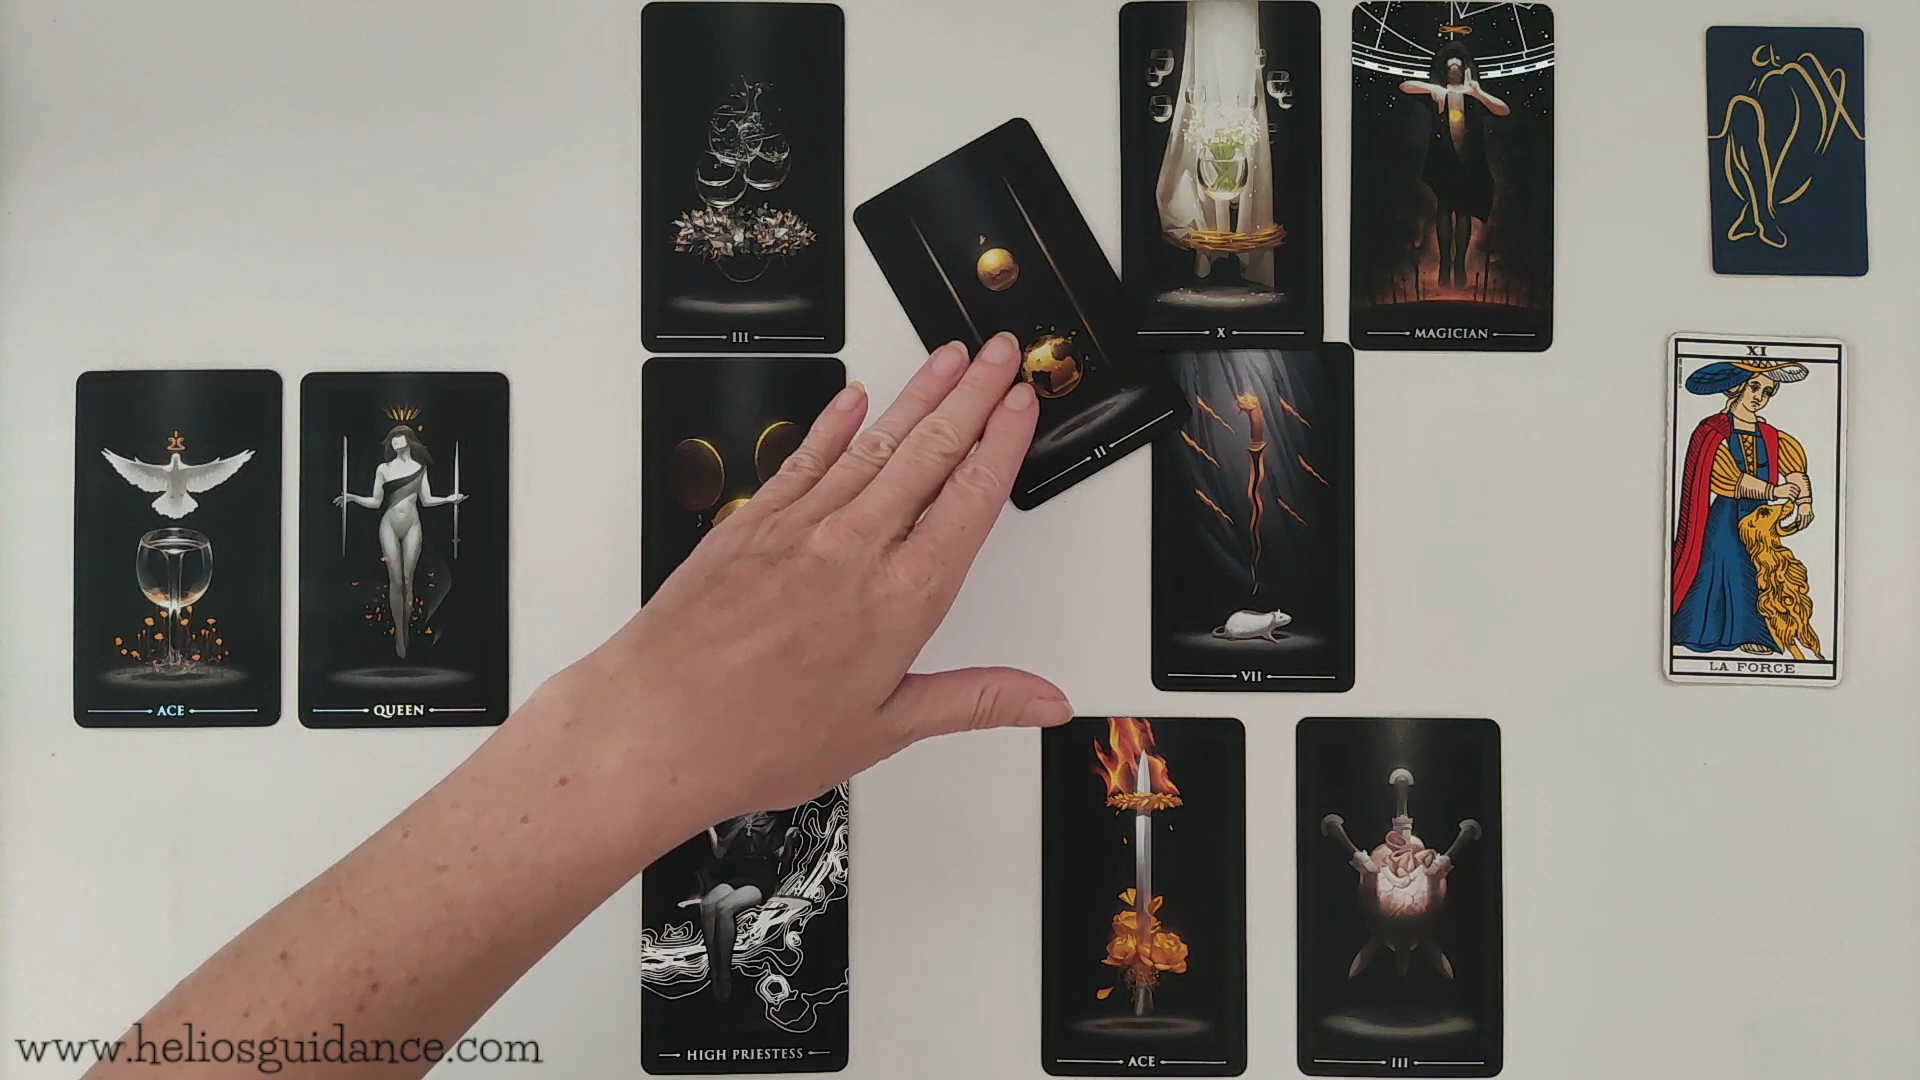 III
X
MAGICIAN
XI
II
ACE
QUEEN
VII
LA FORCE
HIGH PRIESTESS
ACE
III
www.heliosguidance.com